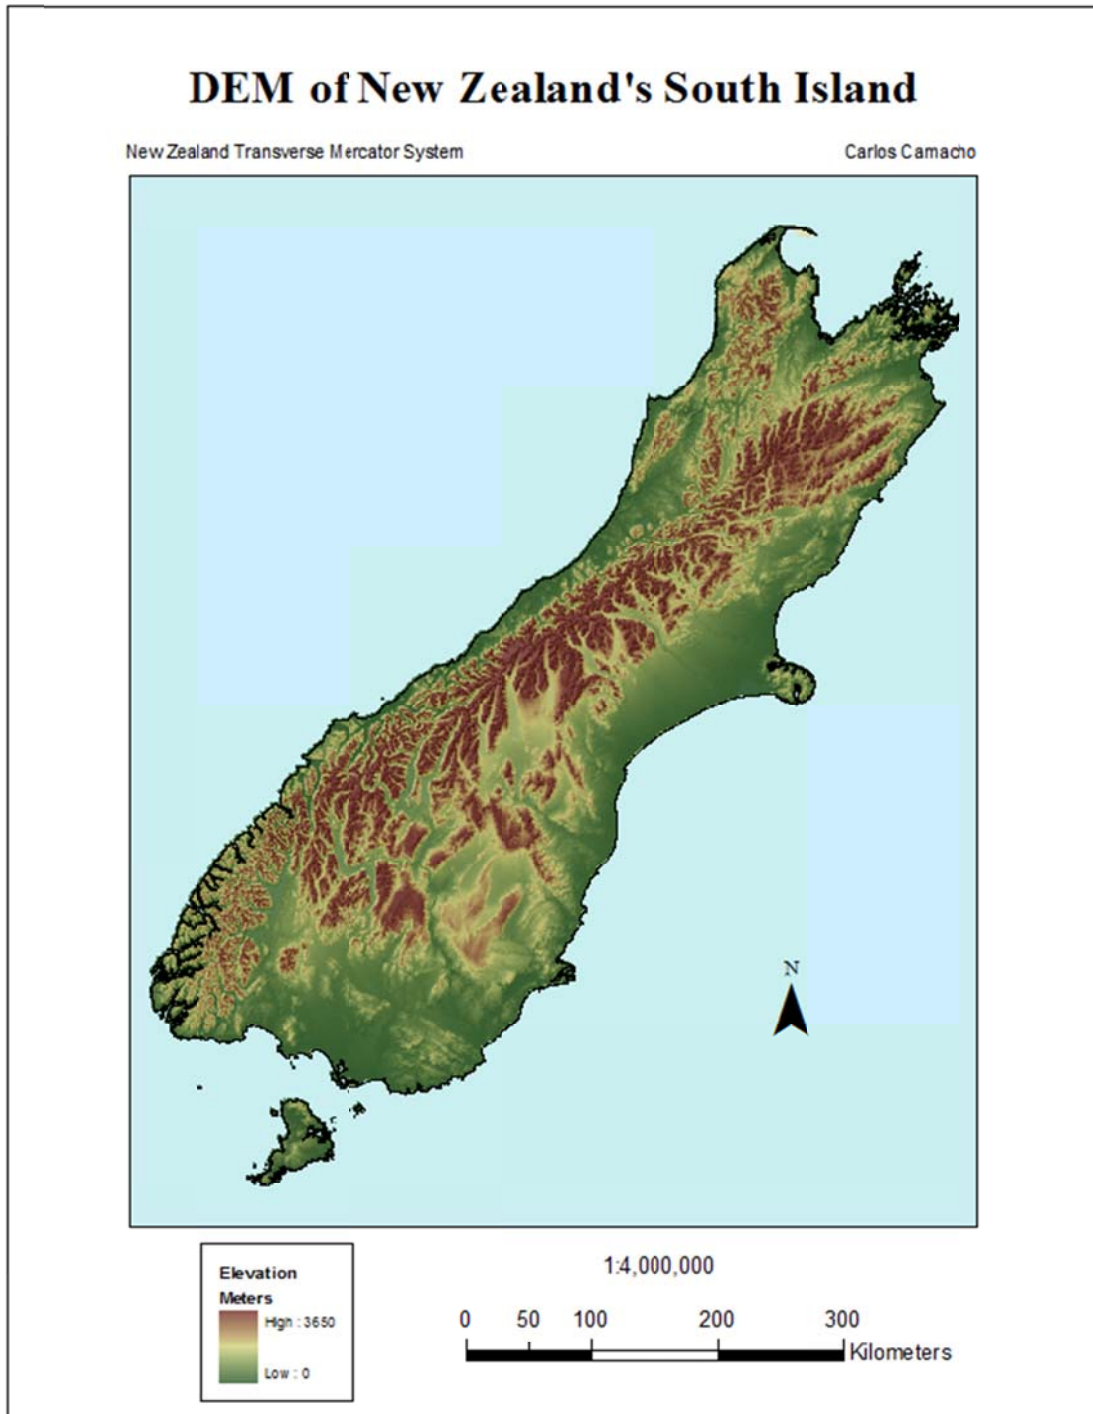 DEM of New Zealand's South Island
New Zealand Transverse Mercator System
Carlos Camacho
N
Elevation
Meters
High : 3650
Low : 0
1:4,000,000
0 50 100 200 300
Kilometers